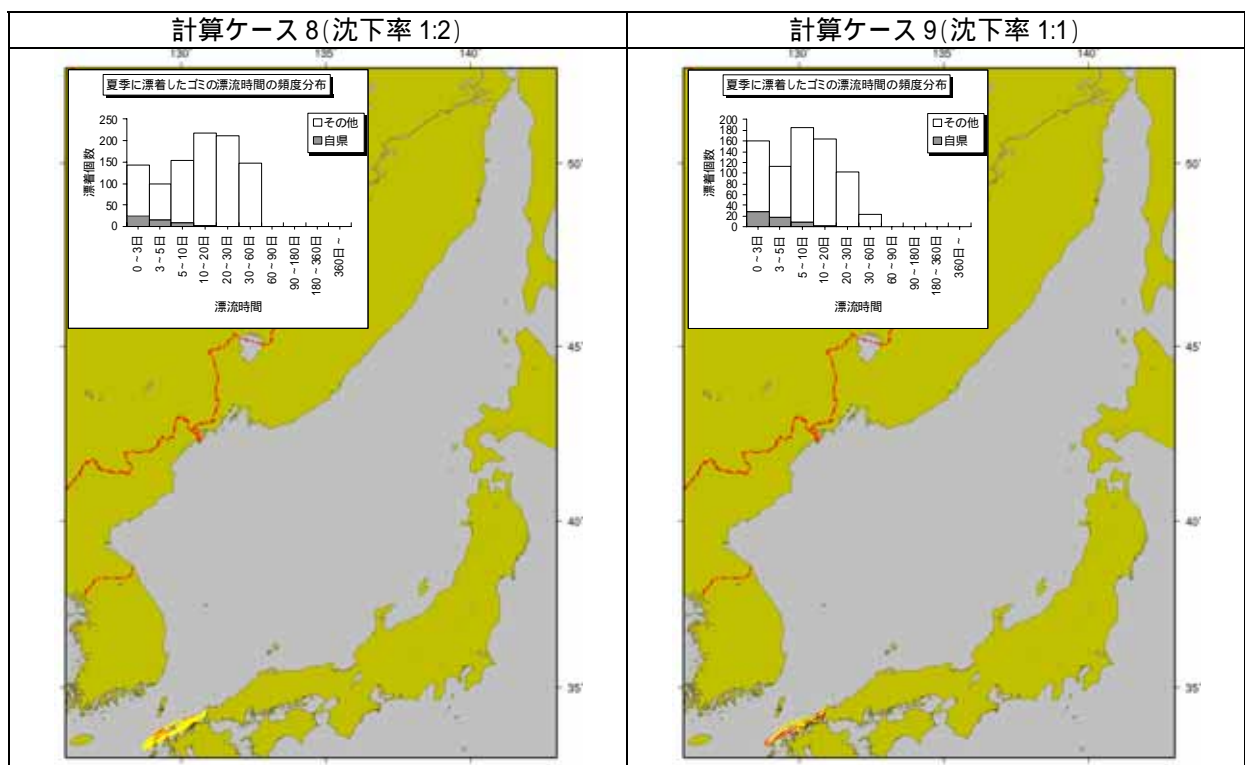 計算ケース 8(沈下率 1:2)
計算ケース 9(沈下率 1:1)
130˚
140˚
夏季に漂着したゴミの漂流時間の頻度分布
250
200
150
100
50
0
漂着個数
その他
自県
0～3日
3～5日
5～10日
10～20日
20～30日
30～60日
60～90日
90～180日
180～360日
360日～
漂流時間
50˚
45˚
40˚
35˚
130˚
140˚
夏季に漂着したゴミの漂流時間の頻度分布
200
180
160
140
120
100
80
60
40
20
0
漂着個数
その他
自県
0～3日
3～5日
5～10日
10～20日
20～30日
30～60日
60～90日
90～180日
180～360日
360日～
漂流時間
50˚
45˚
40˚
35˚